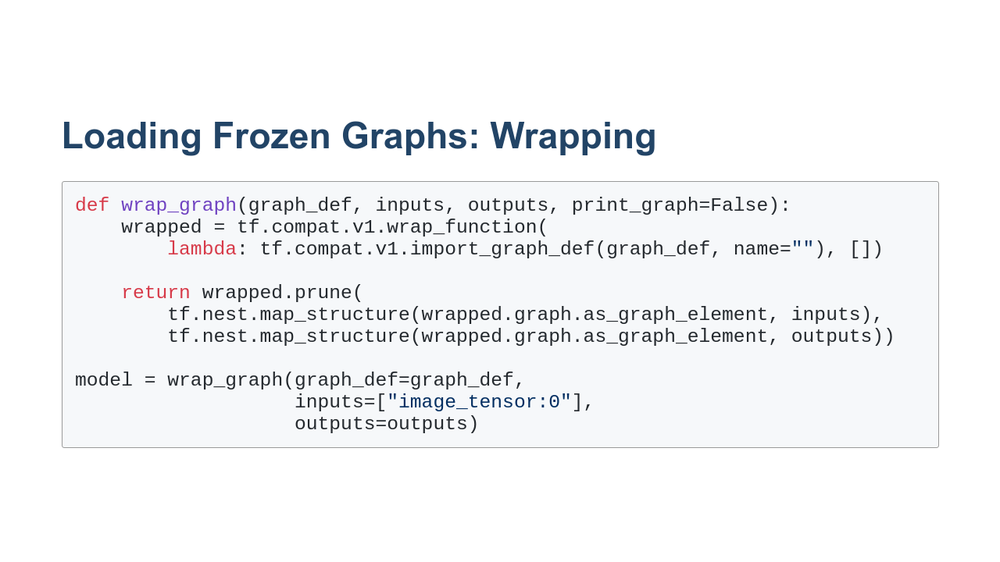 Loading Frozen Graphs: Wrapping
def wrap_graph(graph_def, inputs, outputs, print_graph=False):
    wrapped = tf.compat.v1.wrap_function(
        lambda: tf.compat.v1.import_graph_def(graph_def, name=""), [])
    return wrapped.prune(
        tf.nest.map_structure(wrapped.graph.as_graph_element, inputs),
        tf.nest.map_structure(wrapped.graph.as_graph_element, outputs))
model = wrap_graph(graph_def=graph_def,
                   inputs=["image_tensor:0"],
                   outputs=outputs)